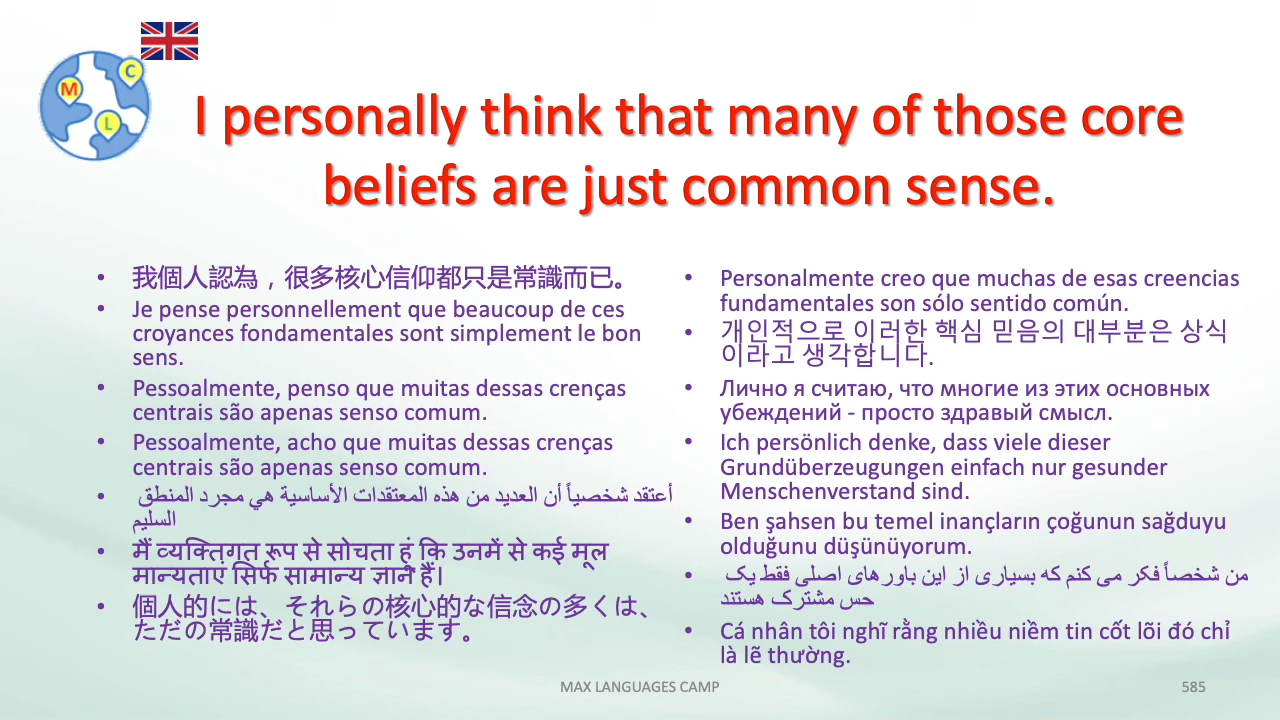 M
C
L
I personally think that many of those core
beliefs are just common sense.
• 我個人認為，很多核心信仰都只是常識而已。
• Je pense personnellement que beaucoup de ces
croyances fondamentales sont simplement le bon
sens.
• Pessoalmente, penso que muitas dessas crenças
centrais são apenas senso comum.
• Pessoalmente, acho que muitas dessas crenças
centrais são apenas senso comum.
• أعتقد شخصياً أن العديد من هذه المعتقدات الأساسية هي مجرد المنطق
السليم
• मैं व्यक्तिगत रूप से सोचता हूं कि उनमें से कई मूल
मान्यताएं सिर्फ सामान्य ज्ञान हैं।
• 個人的には、それらの核心的な信念の多くは、
ただの常識だと思っています。
• Personalmente creo que muchas de esas creencias
fundamentales son sólo sentido común.
• 개인적으로 이러한 핵심 믿음의 대부분은 상식
이라고 생각합니다.
• Лично я считаю, что многие из этих основных
убеждений - просто здравый смысл.
• Ich persönlich denke, dass viele dieser
Grundüberzeugungen einfach nur gesunder
Menschenverstand sind.
• Ben şahsen bu temel inançların çoğunun sağduyu
olduğunu düşünüyorum.
• من شخصاً فکر می کنم که بسیاری از این باورهای اصلی فقط یک
حس مشترک هستند
• Cá nhân tôi nghĩ rằng nhiều niềm tin cốt lõi đó chỉ
là lẽ thường.
MAX LANGUAGES CAMP
585